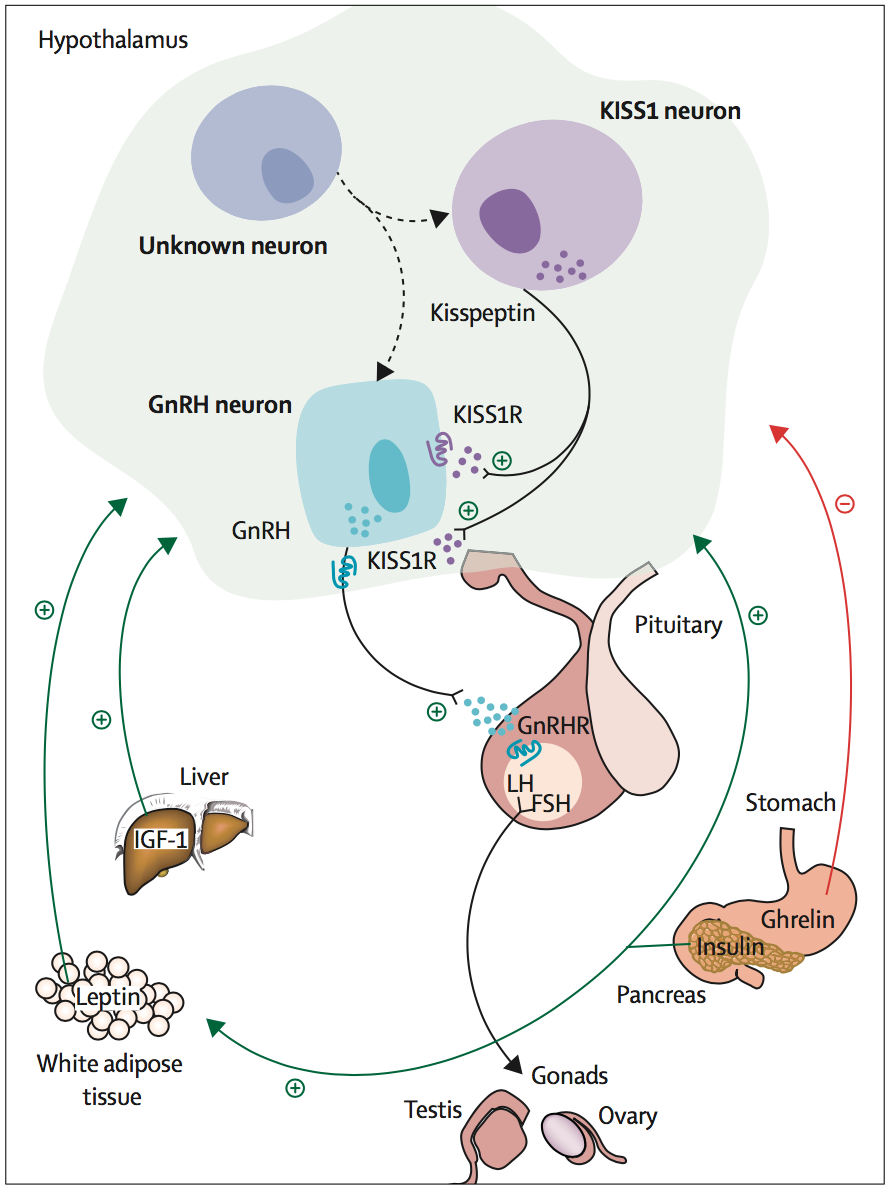 Hypothalamus
KISS1 neuron
Unknown neuron
Kisspeptin
GnRH neuron
KISS1R
+
+
−
GnRH
KISS1R
+
+
Pituitary
+
+
GnRHR
Liver
LH
FSH
Stomach
IGF-1
Ghrelin
Insulin
Leptin
Pancreas
White adipose
tissue
+
Gonads
Testis
Ovary